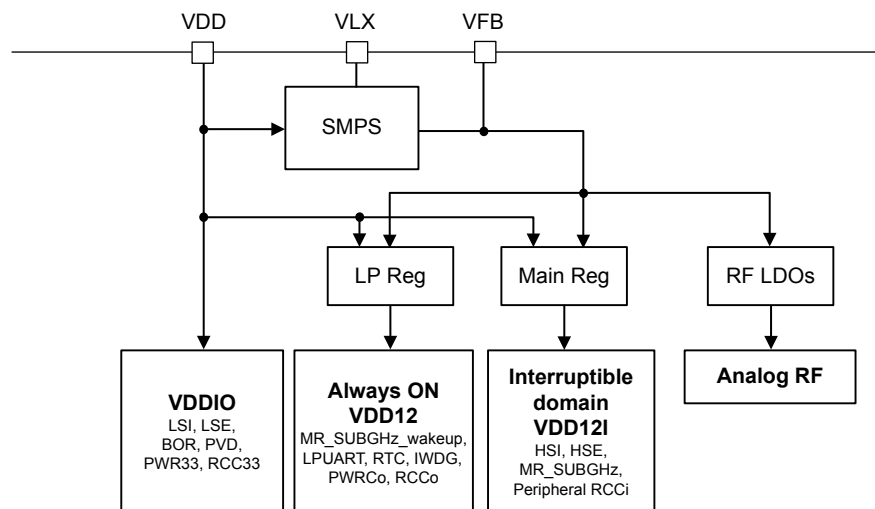 VDD VLX VFB
SMPS
LP Reg Main Reg RF LDOs
VDDIO
LSI, LSE,
BOR, PVD,
PWR33, RCC33
Always ON
VDD12
MR_SUBGHz_wakeup,
LPUART, RTC, IWDG,
PWRCo, RCCo
Interruptible
domain
VDD12I
HSI, HSE,
MR_SUBGHz,
Peripheral RCCi
Analog RF